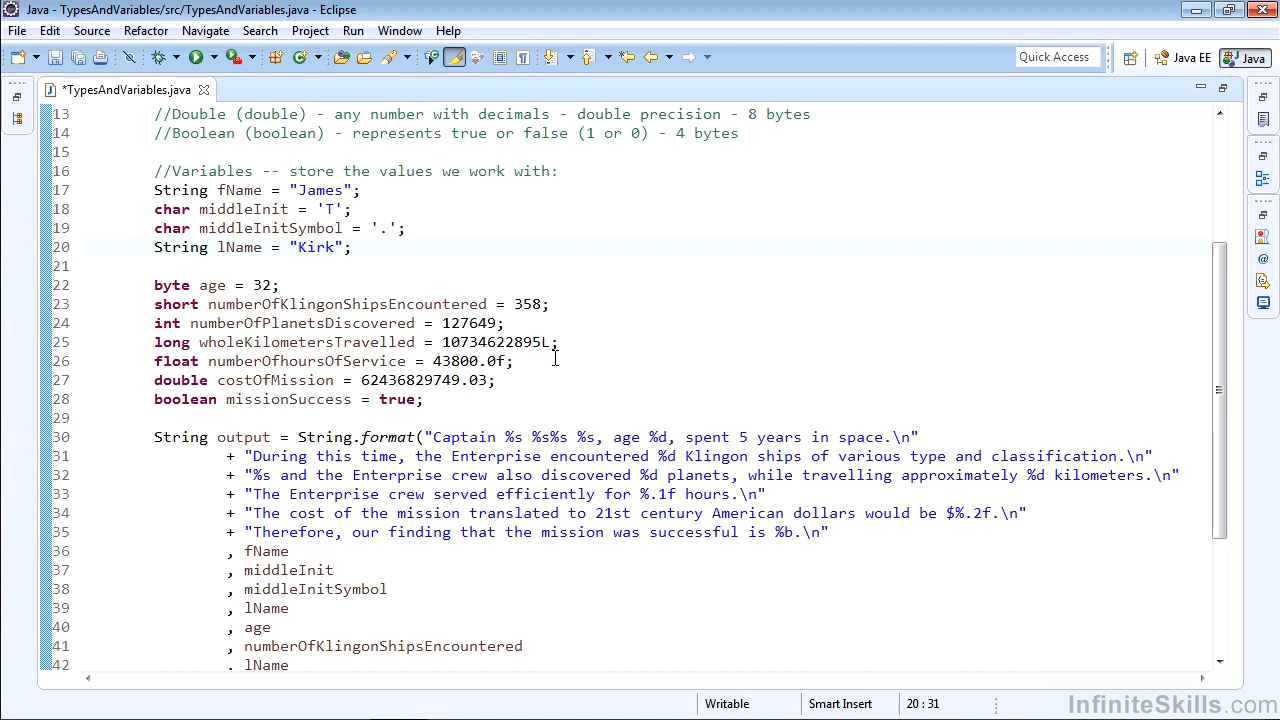 Java - TypesAndVariables/src/TypesAndVariables.java - Eclipse
File Edit Source Refactor Navigate Search Project Run Window Help
Quick Access Java EE Java
*TypesAndVariables.java
13 //Double (double) - any number with decimals - double precision - 8 bytes
14 //Boolean (boolean) - represents true or false (1 or 0) - 4 bytes
15
16 //Variables -- store the values we work with:
17 String fName = "James";
18 char middleInit = 'T';
19 char middleInitSymbol = '.';
20 String lName = "Kirk";
21
22 byte age = 32;
23 short numberOfKlingonShipsEncountered = 358;
24 int numberOfPlanetsDiscovered = 127649;
25 long wholeKilometersTravelled = 10734622895L;
26 float numberOfhoursOfService = 43800.0f;
27 double costOfMission = 62436829749.03;
28 boolean missionSuccess = true;
29
30 String output = String.format("Captain %s %s%s %s, age %d, spent 5 years in space.\n"
31 + "During this time, the Enterprise encountered %d Klingon ships of various type and classification.\n"
32 + "%s and the Enterprise crew also discovered %d planets, while travelling approximately %d kilometers.\n"
33 + "The Enterprise crew served efficiently for %.1f hours.\n"
34 + "The cost of the mission translated to 21st century American dollars would be $%.2f.\n"
35 + "Therefore, our finding that the mission was successful is %b.\n"
36 , fName
37 , middleInit
38 , middleInitSymbol
39 , lName
40 , age
41 , numberOfKlingonShipsEncountered
42 , lName
Writable Smart Insert 20 : 31
InfiniteSkills.com